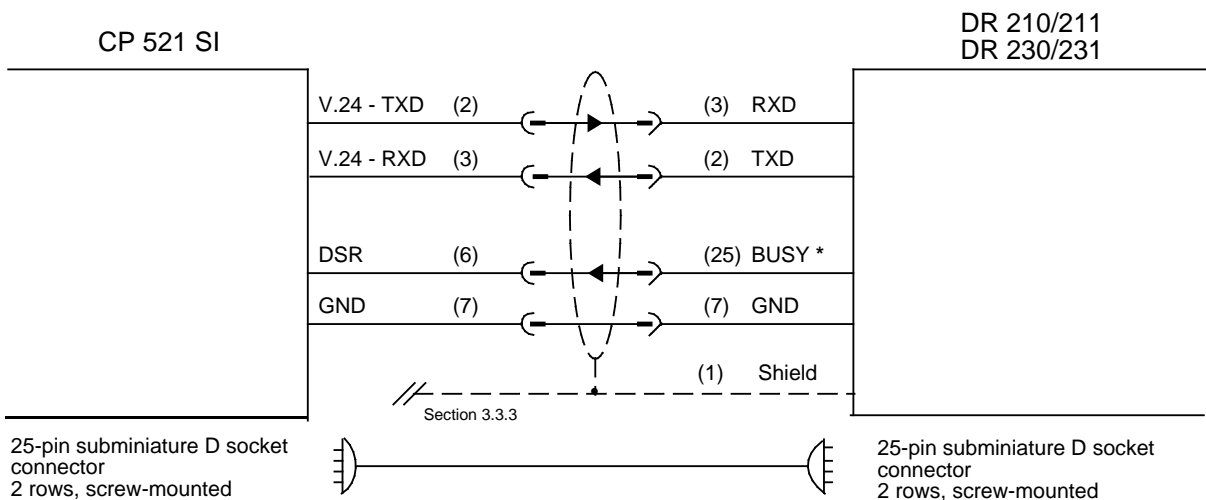 CP 521 SI
DR 210/211
DR 230/231
V.24 - TXD (2) (3) RXD
V.24 - RXD (3) (2) TXD
DSR (6) (25) BUSY *
GND (7) (7) GND
(1) Shield
Section 3.3.3
25-pin subminiature D socket
connector
2 rows, screw-mounted
25-pin subminiature D socket
connector
2 rows, screw-mounted